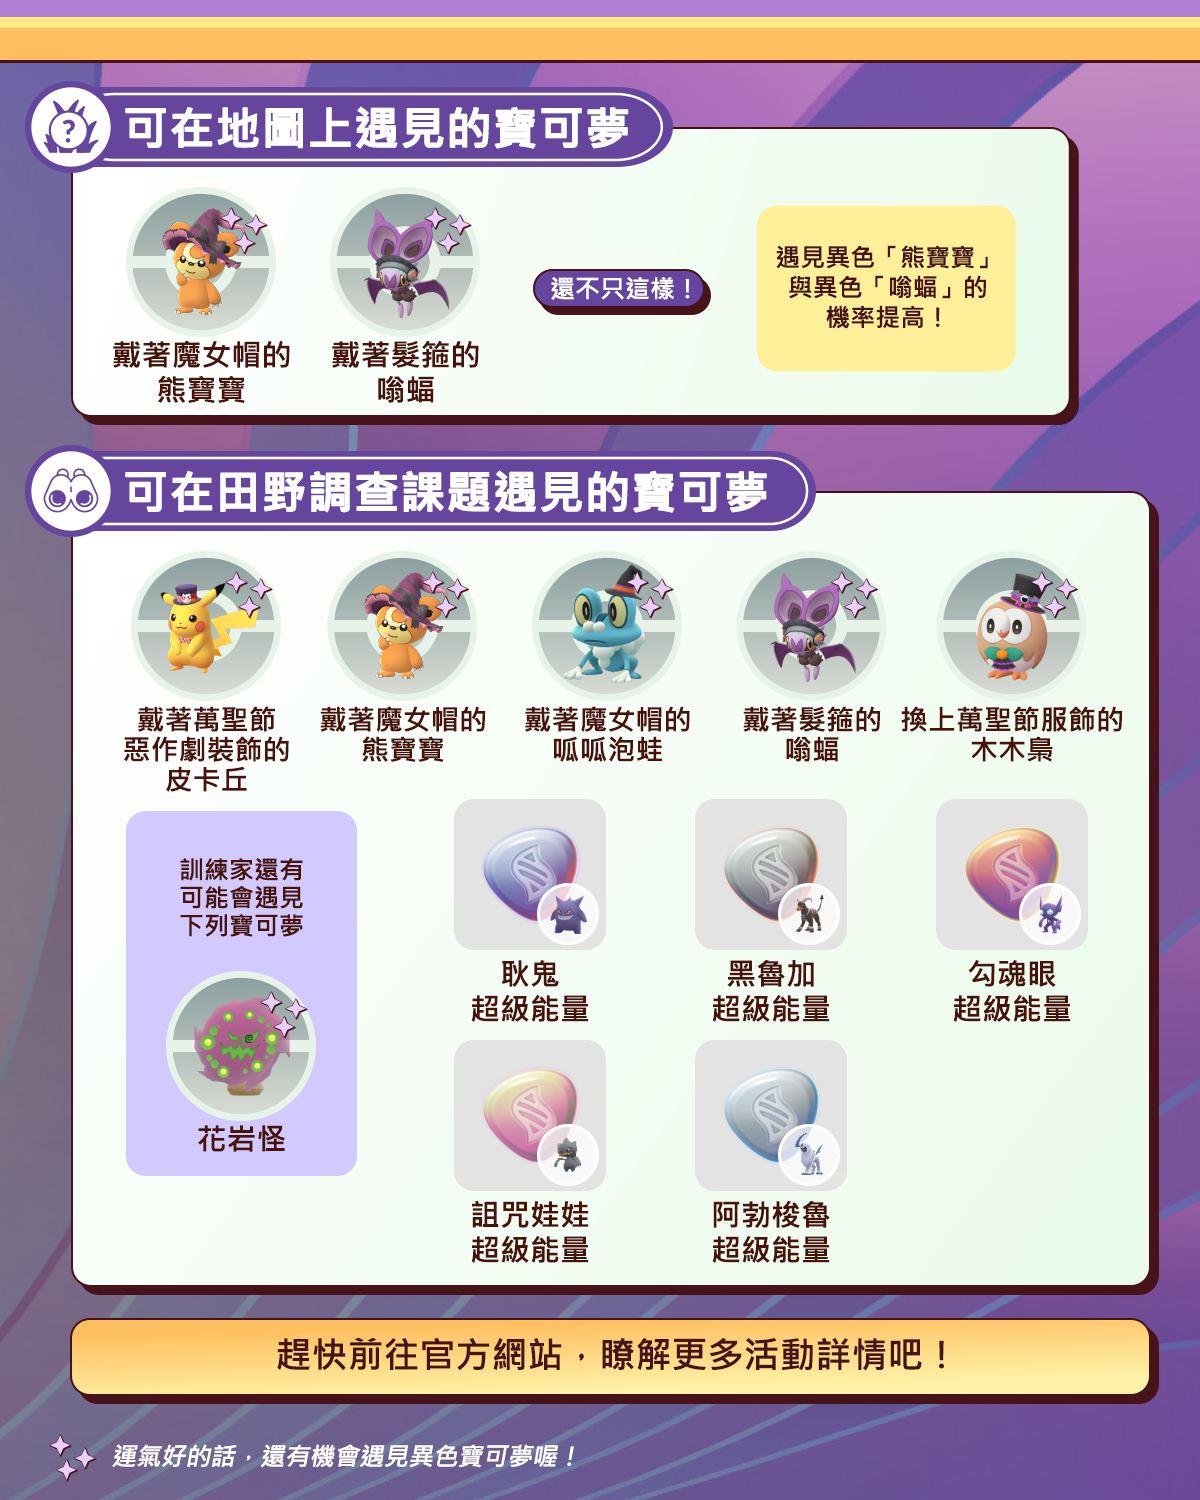 可在地圖上遇見的寶可夢
戴著魔女帽的
熊寶寶
戴著髮箍的
嗡蝠
還不只這樣！
遇見異色「熊寶寶」
與異色「嗡蝠」的
機率提高！
可在田野調查課題遇見的寶可夢
戴著萬聖節
惡作劇裝飾的
皮卡丘
戴著魔女帽的
熊寶寶
戴著魔女帽的
呱呱泡蛙
戴著髮箍的
嗡蝠
換上萬聖節服飾的
木木梟
訓練家還有
可能會遇見
下列寶可夢
花岩怪
耿鬼
超級能量
黑魯加
超級能量
勾魂眼
超級能量
詛咒娃娃
超級能量
阿勃梭魯
超級能量
趕快前往官方網站，瞭解更多活動詳情吧！
運氣好的話，還有機會遇見異色寶可夢喔！